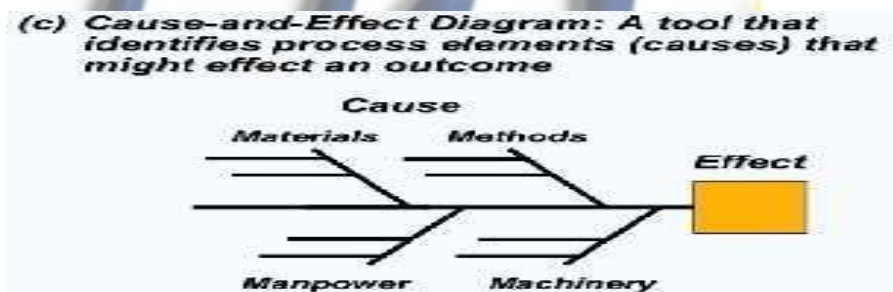 (c) Cause-and-Effect Diagram: A tool that
identifies process elements (causes) that
might effect an outcome
Cause
Materials Methods
Effect
Manpower Machinery